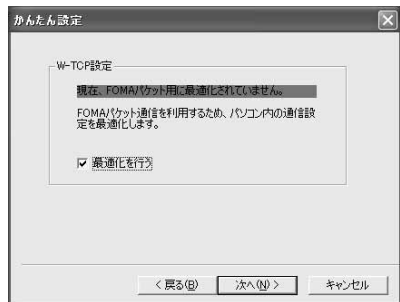 かんたん設定
W-TCP設定
現在、FOMAパケット用に最適化されていません。
FOMAパケット通信を利用するため、パソコン内の通信設
定を最適化します。
最適化を行う
< 戻る(B)
次へ(N) >
キャンセル